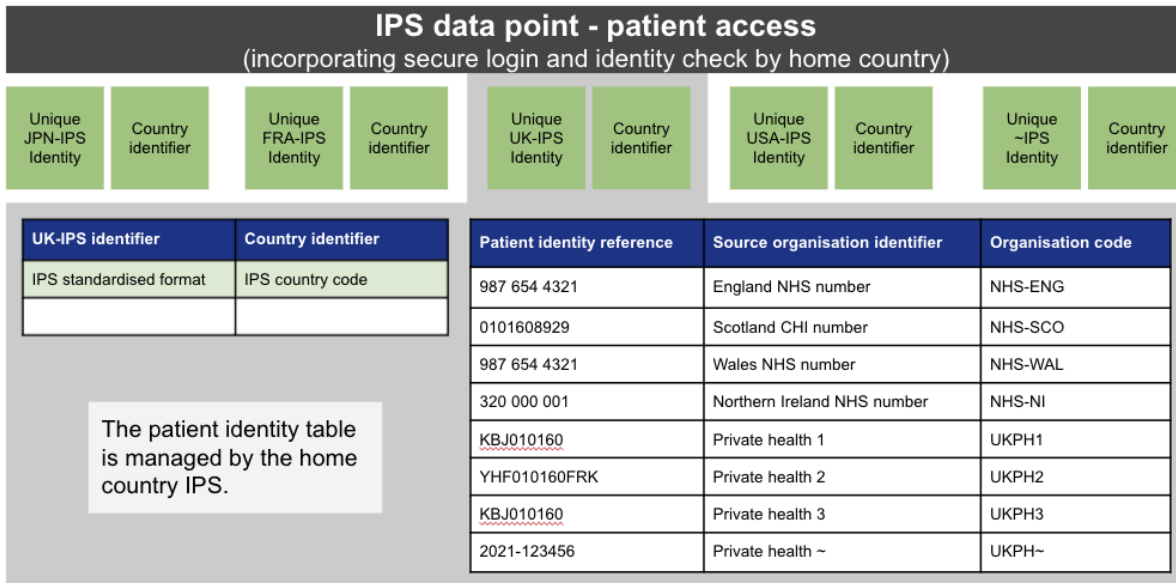 IPS data point - patient access
(incorporating secure login and identity check by home country)
Unique
JPN-IPS
Identity
Country
identifier
Unique
FRA-IPS
Identity
Country
identifier
Unique
UK-IPS
Identity
Country
identifier
Unique
USA-IPS
Identity
Country
identifier
Unique
~IPS
Identity
Country
identifier
UK-IPS identifier Country identifier
IPS standardised format IPS country code
The patient identity table
is managed by the home
country IPS.
Patient identity reference Source organisation identifier Organisation code
987 654 4321 England NHS number NHS-ENG
0101608929 Scotland CHI number NHS-SCO
987 654 4321 Wales NHS number NHS-WAL
320 000 001 Northern Ireland NHS number NHS-NI
KBJ010160 Private health 1 UKPH1
YHF010160FRK Private health 2 UKPH2
KBJ010160 Private health 3 UKPH3
2021-123456 Private health ~ UKPH~